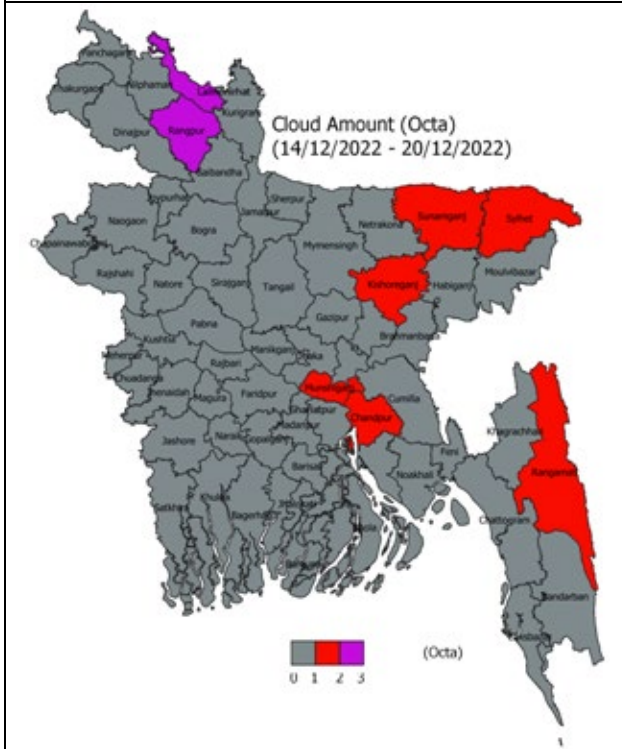 Panchagarh
Thakurgaon
Nilphamari
Lalmonirhat
Kurigram
Dinajpur
Rangpur
Cloud Amount (Octa)
(14/12/2022 - 20/12/2022)
Gaibandha
Joypurhat
Sherpur
Jamalpur
Naogaon
Bogra
Mymensingh
Netrakona
Sunamganj
Sylhet
Chapainawabganj
Rajshahi
Natore
Sirajganj
Tangail
Kishoreganj
Habiganj
Moulvibazar
Pabna
Gazipur
Brahmanbaria
Kushtia
Meherpur
Rajbari
Manikganj
Dhaka
Chuadanga
Jhenaidah
Magura
Faridpur
Munshiganj
Cumilla
Shariatpur
Chandpur
Madaripur
Jashore
Narail
Gopalganj
Khagrachhari
Barisal
Feni
Noakhali
Rangamati
Satkhira
Khulna
Bagerhat
Chattogram
Bhola
Bandarban
(Octa)
0 1 2 3